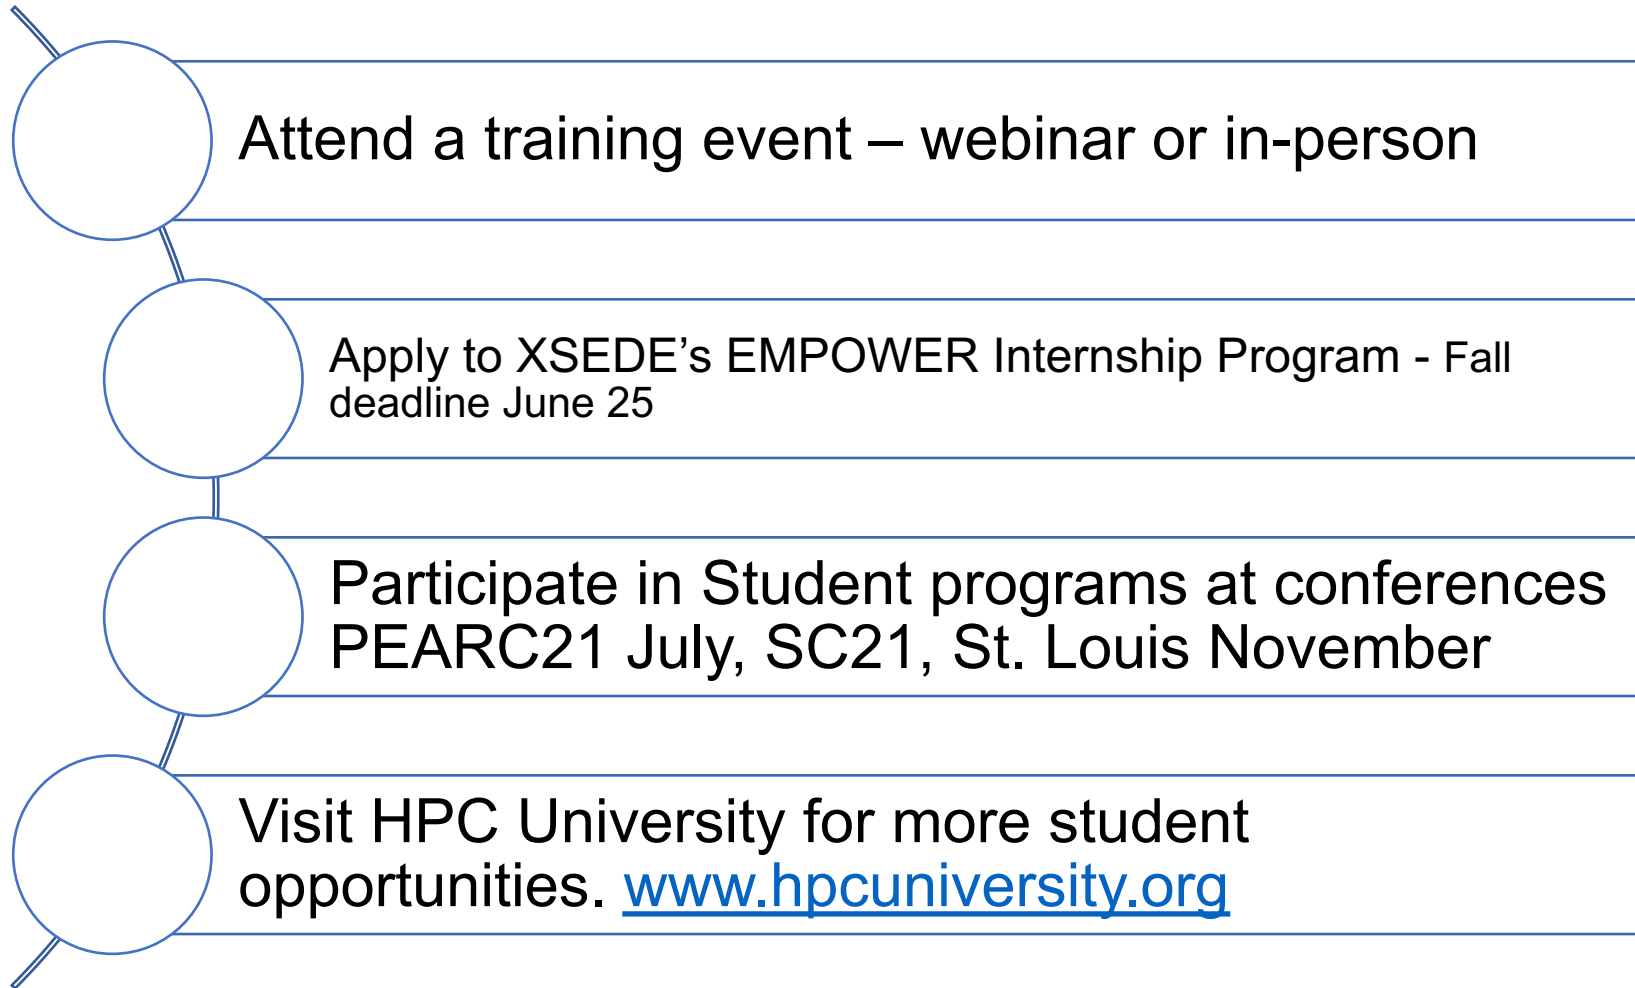 Attend a training event – webinar or in-person
Apply to XSEDE’s EMPOWER Internship Program - Fall
deadline June 25
Participate in Student programs at conferences
PEARC21 July, SC21, St. Louis November
Visit HPC University for more student
opportunities. www.hpcuniversity.org